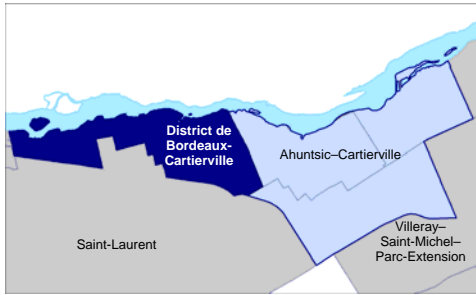 District de
Bordeaux-
Cartierville
Ahuntsic–Cartierville
Saint-Laurent
Villeray–
Saint-Michel–
Parc-Extension